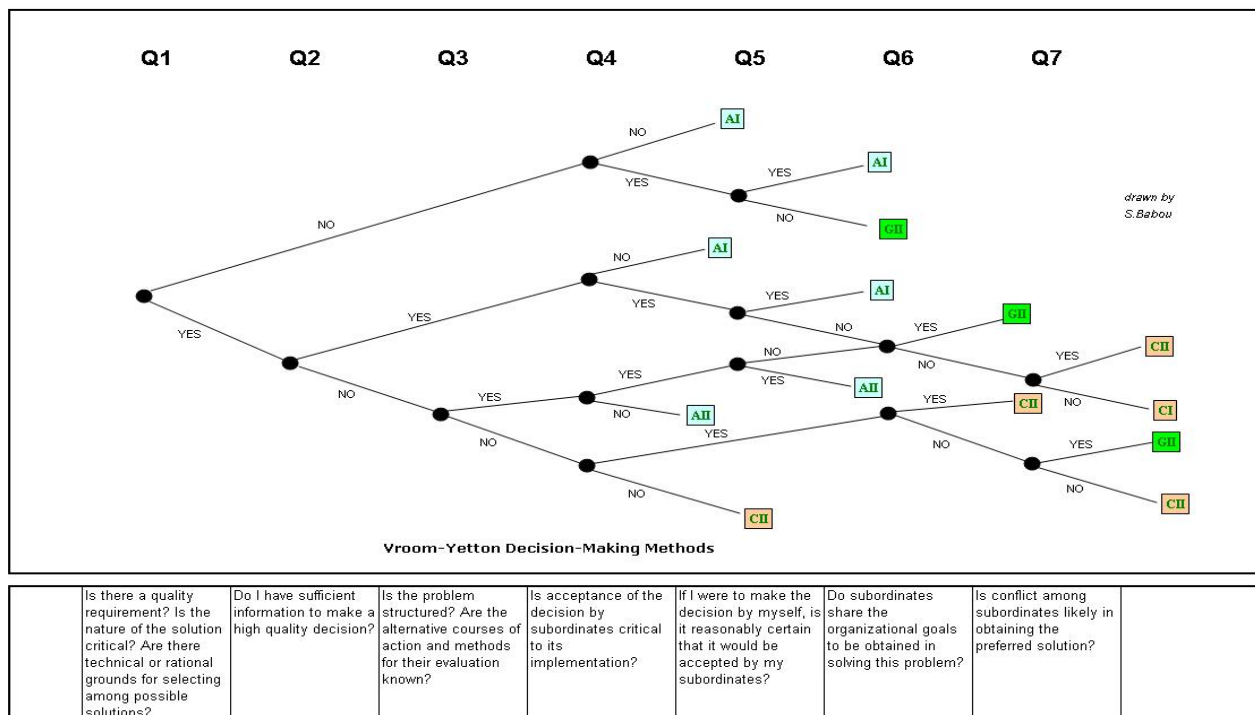 Q1 Q2 Q3 Q4 Q5 Q6 Q7
AI
NO
AI
YES
YES
drawn by
S.Babou
NO
NO
GII
AI
NO
AI
YES
YES
GII
YES
YES
NO
YES
CII
YES
NO
NO
YES
YES
AII
NO
YES
YES
CII
NO
CI
NO
AII
YES
GII
NO
NO
YES
NO
NO
CII
CII
Vroom-Yetton Decision-Making Methods
Is there a quality
requirement? Is the
nature of the solution
critical? Are there
technical or rational
grounds for selecting
among possible
solutions?
Do I have sufficient
information to make a
high quality decision?
Is the problem
structured? Are the
alternative courses of
action and methods
for their evaluation
known?
Is acceptance of the
decision by
subordinates critical
to its
implementation?
If I were to make the
decision by myself, is
it reasonably certain
that it would be
accepted by my
subordinates?
Do subordinates
share the
organizational goals
to be obtained in
solving this problem?
Is conflict among
subordinates likely in
obtaining the
preferred solution?